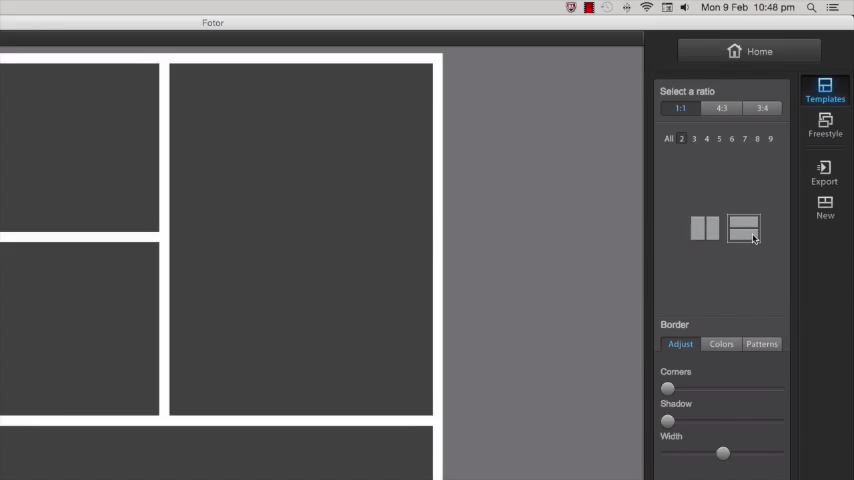 Mon 9 Feb 10:48 pm
Fotor
Home
Select a ratio
1:1 4:3 3:4
All 2 3 4 5 6 7 8 9
Templates
Freestyle
Export
New
Border
Adjust Colors Patterns
Corners
Shadow
Width